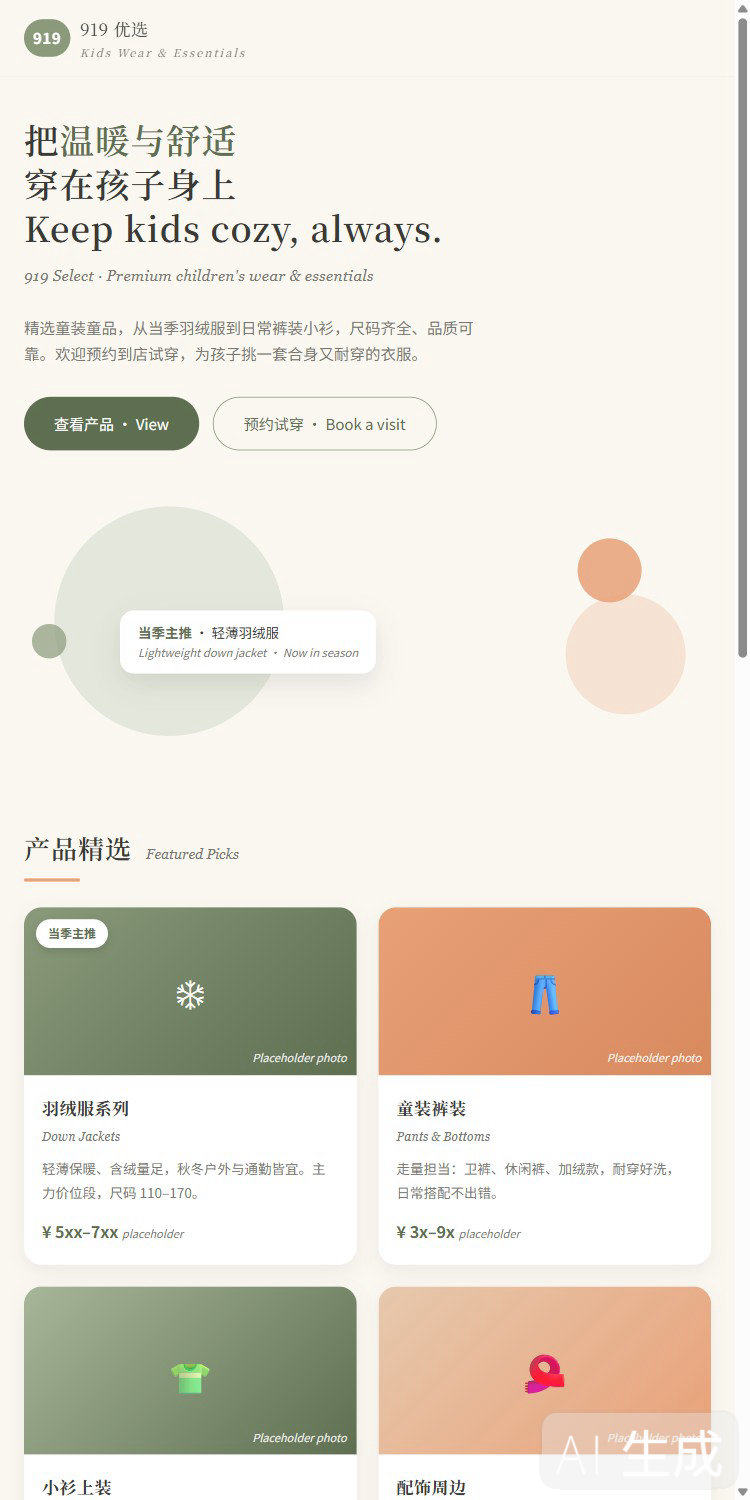 919
919 优选
Kids Wear & Essentials
把温暖与舒适
穿在孩子身上
Keep kids cozy, always.
919 Select · Premium children's wear & essentials
精选童装童品，从当季羽绒服到日常裤装小衫，尺码齐全、品质可
靠。欢迎预约到店试穿，为孩子挑一套合身又耐穿的衣服。
查看产品 · View
预约试穿 · Book a visit
当季主推 · 轻薄羽绒服
Lightweight down jacket · Now in season
产品精选 Featured Picks
当季主推
Placeholder photo
羽绒服系列
Down Jackets
轻薄保暖、含绒量足，秋冬户外与通勤皆宜。主
力价位段，尺码 110–170。
¥ 5xx–7xx placeholder
Placeholder photo
童装裤装
Pants & Bottoms
走量担当：卫裤、休闲裤、加绒款，耐穿好洗，
日常搭配不出错。
¥ 3x–9x placeholder
Placeholder photo
小衫上装
Placeholder photo
配饰周边
AI 生成